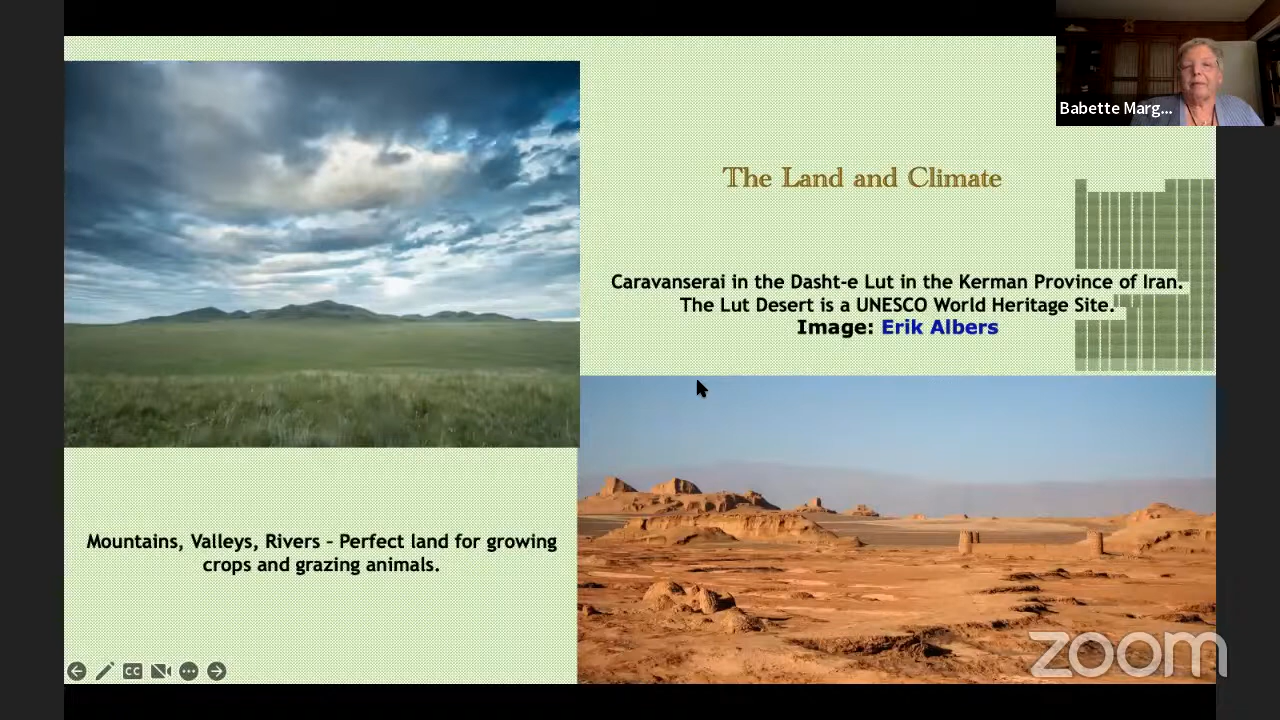 Babette Marg...
The Land and Climate
Caravanserai in the Dasht-e Lut in the Kerman Province of Iran.
The Lut Desert is a UNESCO World Heritage Site.
Image: Erik Albers
Mountains, Valleys, Rivers – Perfect land for growing
crops and grazing animals.
CC
zoom